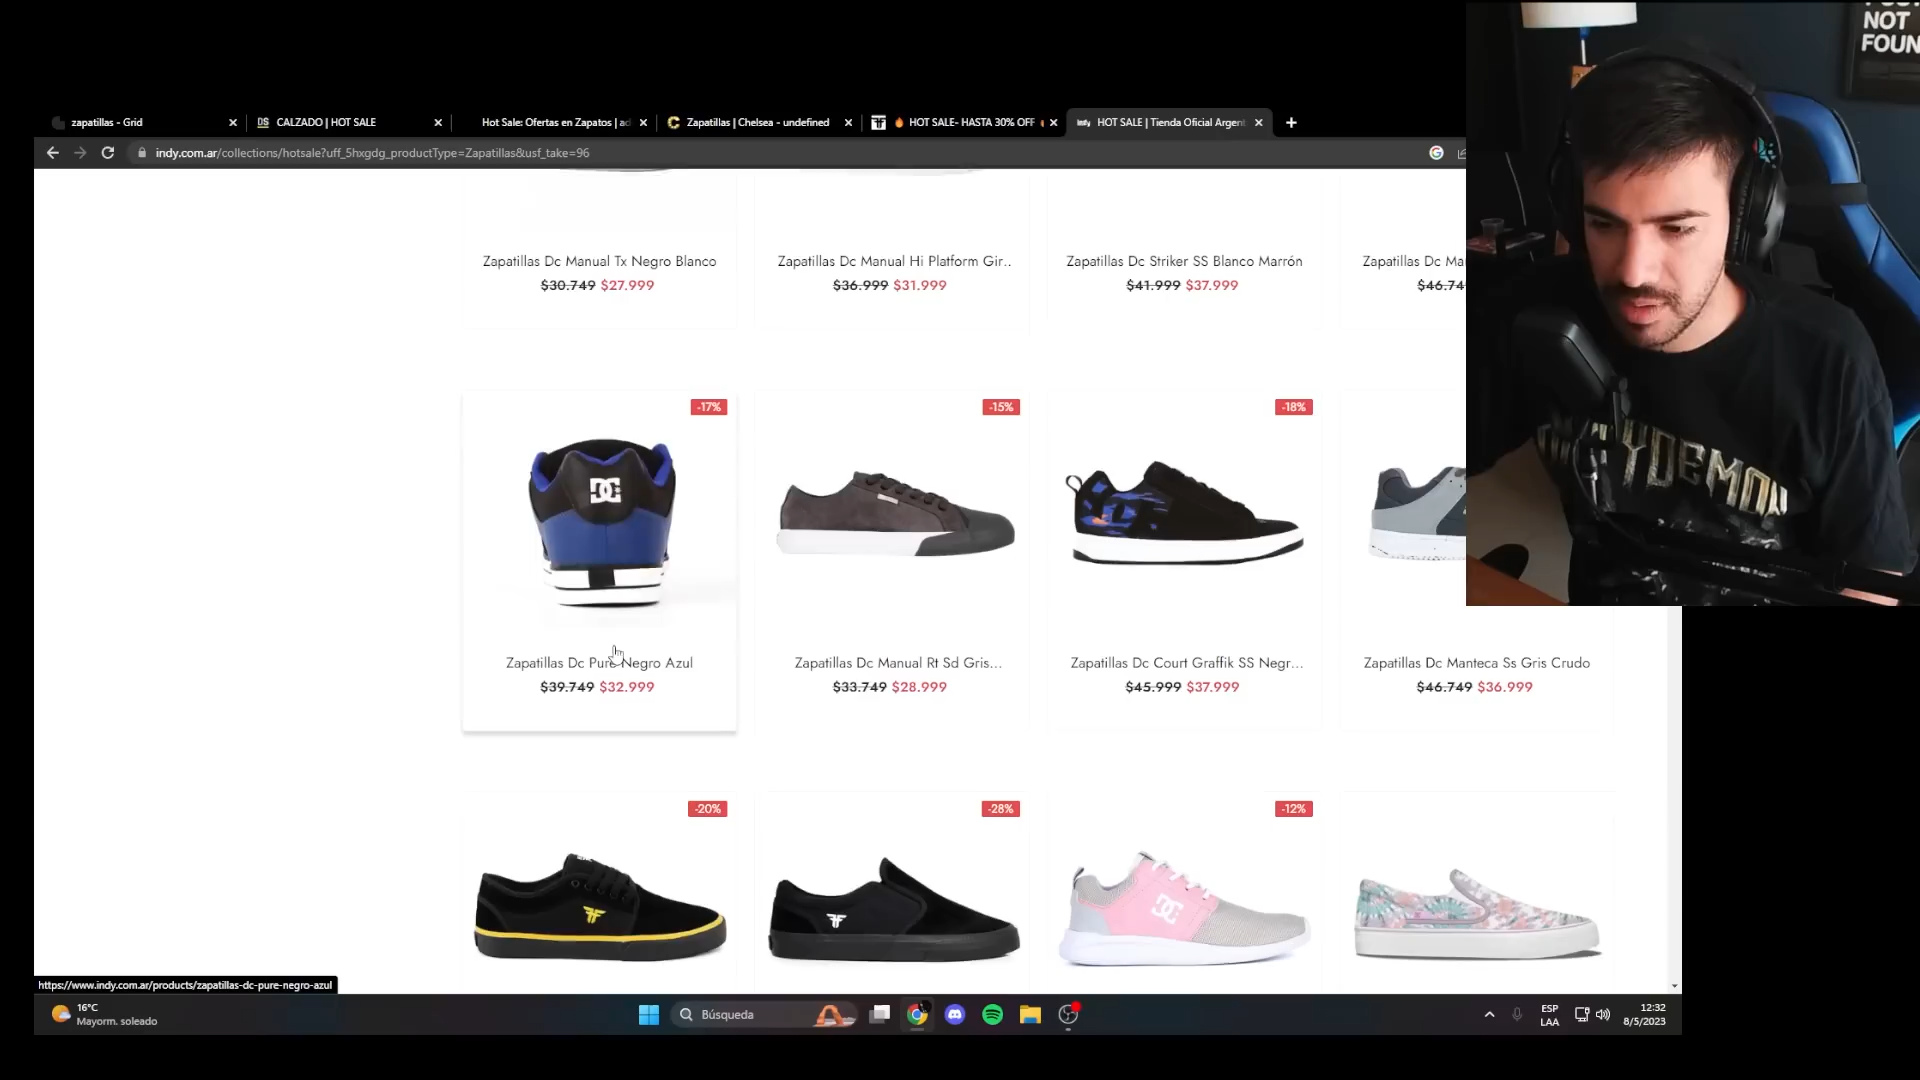 NOT
FOUN
zapatillas - Grid
DS CALZADO | HOT SALE
Hot Sale: Ofertas en Zapatos | ad
Zapatillas | Chelsea - undefined
HOT SALE- HASTA 30% OFF
indy HOT SALE | Tienda Oficial Argent
indy.com.ar/collections/hotsale?uff_5hxgdg_productType=Zapatillas&usf_take=96
Zapatillas Dc Manual Tx Negro Blanco
$30.749 $27.999
Zapatillas Dc Manual Hi Platform Gir..
$36.999 $31.999
Zapatillas Dc Striker SS Blanco Marrón
$41.999 $37.999
Zapatillas Dc Ma
$46.74
-17%
DC
Zapatillas Dc Pure Negro Azul
$39.749 $32.999
-15%
Zapatillas Dc Manual Rt Sd Gris...
$33.749 $28.999
-18%
Zapatillas Dc Court Graffik SS Negr...
$45.999 $37.999
Zapatillas Dc Manteca Ss Gris Crudo
$46.749 $36.999
-20%
-28%
-12%
DC
https://www.indy.com.ar/products/zapatillas-dc-pure-negro-azul
16°C
Mayorm. soleado
Búsqueda
ESP
LAA
12:32
8/5/2023